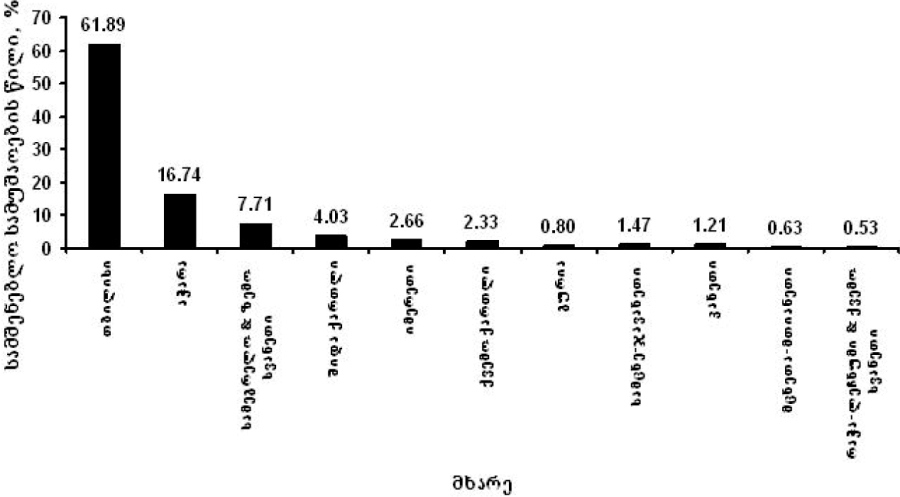 სამშენებლო სამუშაოების წილი, %
70
60
50
40
30
20
10
0
61.89
16.74
7.71
4.03
2.66
2.33
0.80
1.47
1.21
0.63
0.53
თბილისი
აჭარა
სამეგრელო & ზემო
სვანეთი
შიდა ქართლი
იმერეთი
ქვემო ქართლი
გურია
სამცხე-ჯავახეთი
კახეთი
მცხეთა-მთიანეთი
რაჭა-ლეჩხუმი & ქვემო
სვანეთი
მხარე